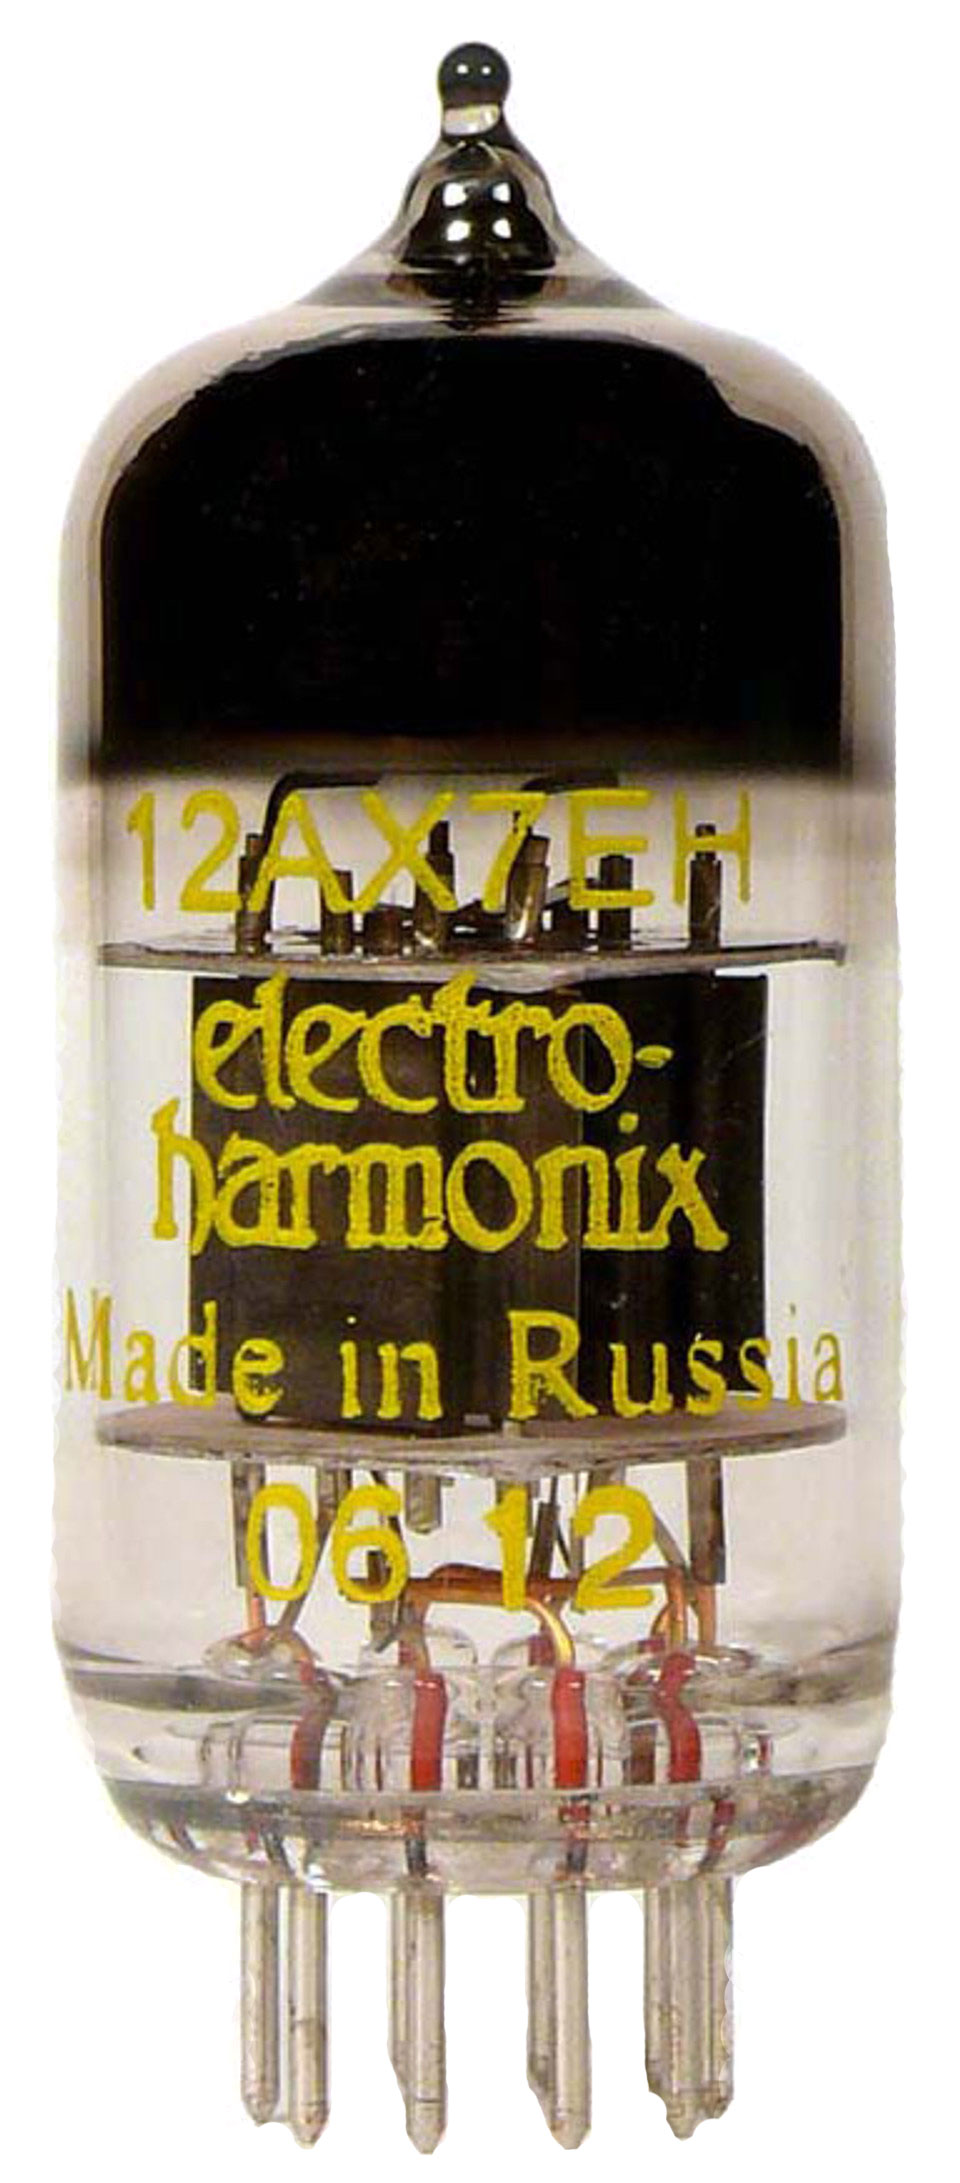 12AX7EH
electro-
harmonix
Made in Russia
06 12